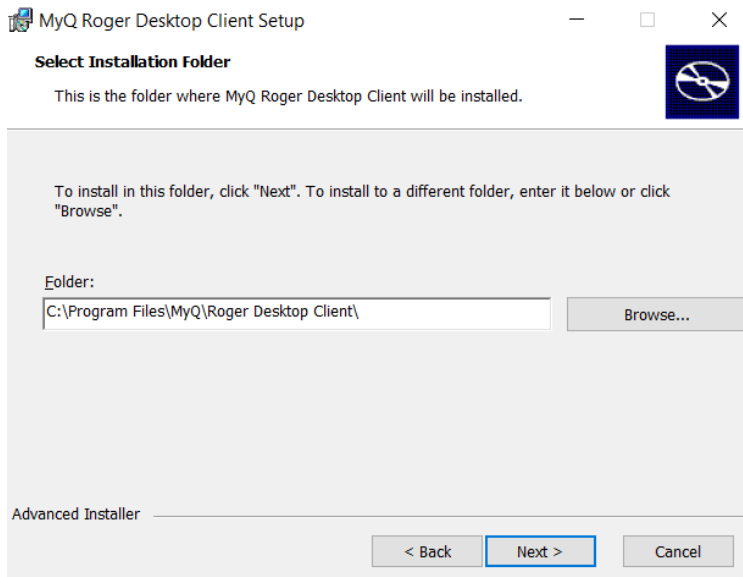 MyQ Roger Desktop Client Setup
Select Installation Folder
This is the folder where MyQ Roger Desktop Client will be installed.
To install in this folder, click "Next". To install to a different folder, enter it below or click
"Browse".
Folder:
C:\Program Files\MyQ\Roger Desktop Client\
Browse...
Advanced Installer
< Back
Next >
Cancel